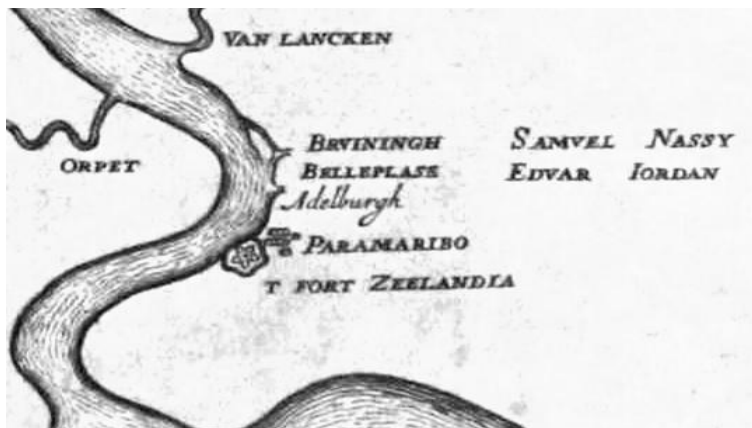 VAN LANCKEN
ORPET
BRVININGH SAMVEL NASSY
BELLEPLASE EDVAR IORDAN
Adelburgh
PARAMARIBO
T FORT ZEELANDIA